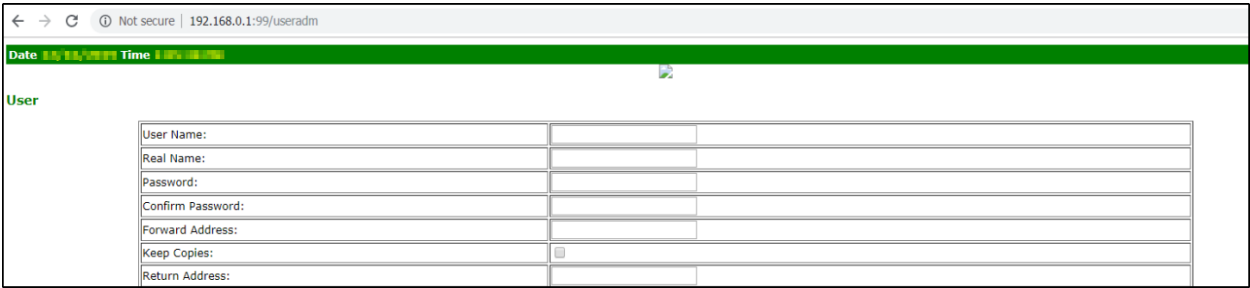 Not secure | 192.168.0.1:99/useradm
Date Time
User
User Name:
Real Name:
Password:
Confirm Password:
Forward Address:
Keep Copies:
Return Address: